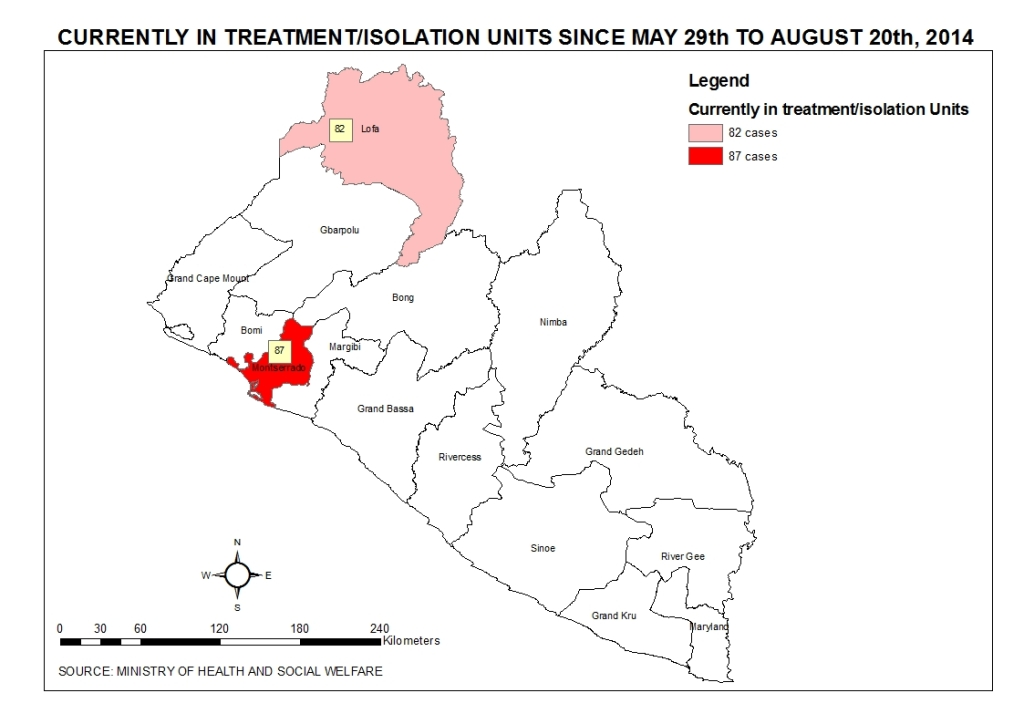 CURRENTLY IN TREATMENT/ISOLATION UNITS SINCE MAY 29th TO AUGUST 20th, 2014
Legend
Currently in treatment/isolation Units
82 cases
87 cases
82 Lofa
Gbarpolu
Grand Cape Mount
Bong
Bomi
Nimba
87
Margibi
Montserrado
Grand Bassa
Grand Gedeh
Rivercess
Sinoe
River Gee
Grand Kru
Maryland
N
W E
S
0 30 60 120 180 240
Kilometers
SOURCE: MINISTRY OF HEALTH AND SOCIAL WELFARE